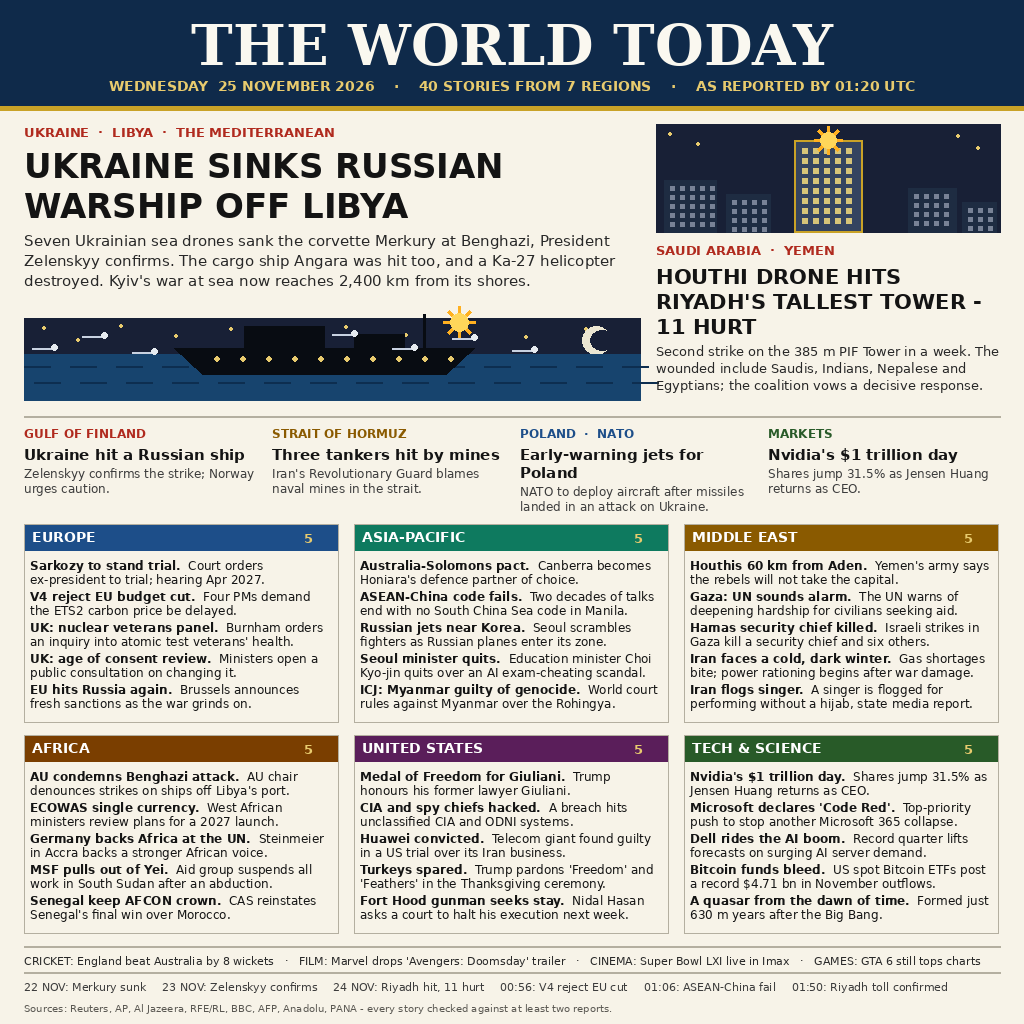 THE WORLD TODAY
WEDNESDAY 25 NOVEMBER 2026 · 40 STORIES FROM 7 REGIONS · AS REPORTED BY 01:20 UTC
UKRAINE · LIBYA · THE MEDITERRANEAN
UKRAINE SINKS RUSSIAN
WARSHIP OFF LIBYA
Seven Ukrainian sea drones sank the corvette Merkury at Benghazi, President
Zelenskyy confirms. The cargo ship Angara was hit too, and a Ka-27 helicopter
destroyed. Kyiv's war at sea now reaches 2,400 km from its shores.
SAUDI ARABIA · YEMEN
HOUTHI DRONE HITS
RIYADH'S TALLEST TOWER -
11 HURT
Second strike on the 385 m PIF Tower in a week. The
wounded include Saudis, Indians, Nepalese and
Egyptians; the coalition vows a decisive response.
GULF OF FINLAND
Ukraine hit a Russian ship
Zelenskyy confirms the strike; Norway
urges caution.
STRAIT OF HORMUZ
Three tankers hit by mines
Iran's Revolutionary Guard blames
naval mines in the strait.
POLAND · NATO
Early-warning jets for
Poland
NATO to deploy aircraft after missiles
landed in an attack on Ukraine.
MARKETS
Nvidia's $1 trillion day
Shares jump 31.5% as Jensen Huang
returns as CEO.
EUROPE 5
Sarkozy to stand trial. Court orders
ex-president to trial; hearing Apr 2027.
V4 reject EU budget cut. Four PMs demand
the ETS2 carbon price be delayed.
UK: nuclear veterans panel. Burnham orders
an inquiry into atomic test veterans' health.
UK: age of consent review. Ministers open a
public consultation on changing it.
EU hits Russia again. Brussels announces
fresh sanctions as the war grinds on.
ASIA-PACIFIC 5
Australia-Solomons pact. Canberra becomes
Honiara's defence partner of choice.
ASEAN-China code fails. Two decades of talks
end with no South China Sea code in Manila.
Russian jets near Korea. Seoul scrambles
fighters as Russian planes enter its zone.
Seoul minister quits. Education minister Choi
Kyo-jin quits over an AI exam-cheating scandal.
ICJ: Myanmar guilty of genocide. World court
rules against Myanmar over the Rohingya.
MIDDLE EAST 5
Houthis 60 km from Aden. Yemen's army says
the rebels will not take the capital.
Gaza: UN sounds alarm. The UN warns of
deepening hardship for civilians seeking aid.
Hamas security chief killed. Israeli strikes in
Gaza kill a security chief and six others.
Iran faces a cold, dark winter. Gas shortages
bite; power rationing begins after war damage.
Iran flogs singer. A singer is flogged for
performing without a hijab, state media report.
AFRICA 5
AU condemns Benghazi attack. AU chair
denounces strikes on ships off Libya's port.
ECOWAS single currency. West African
ministers review plans for a 2027 launch.
Germany backs Africa at the UN. Steinmeier
in Accra backs a stronger African voice.
MSF pulls out of Yei. Aid group suspends all
work in South Sudan after an abduction.
Senegal keep AFCON crown. CAS reinstates
Senegal's final win over Morocco.
UNITED STATES 5
Medal of Freedom for Giuliani. Trump
honours his former lawyer Giuliani.
CIA and spy chiefs hacked. A breach hits
unclassified CIA and ODNI systems.
Huawei convicted. Telecom giant found guilty
in a US trial over its Iran business.
Turkeys spared. Trump pardons 'Freedom' and
'Feathers' in the Thanksgiving ceremony.
Fort Hood gunman seeks stay. Nidal Hasan
asks a court to halt his execution next week.
TECH & SCIENCE 5
Nvidia's $1 trillion day. Shares jump 31.5% as
Jensen Huang returns as CEO.
Microsoft declares 'Code Red'. Top-priority
push to stop another Microsoft 365 collapse.
Dell rides the AI boom. Record quarter lifts
forecasts on surging AI server demand.
Bitcoin funds bleed. US spot Bitcoin ETFs post
a record $4.71 bn in November outflows.
A quasar from the dawn of time. Formed just
630 m years after the Big Bang.
CRICKET: England beat Australia by 8 wickets · FILM: Marvel drops 'Avengers: Doomsday' trailer · CINEMA: Super Bowl LXI live in Imax · GAMES: GTA 6 still tops charts
22 NOV: Merkury sunk 23 NOV: Zelenskyy confirms 24 NOV: Riyadh hit, 11 hurt 00:56: V4 reject EU cut 01:06: ASEAN-China fail 01:50: Riyadh toll confirmed
Sources: Reuters, AP, Al Jazeera, RFE/RL, BBC, AFP, Anadolu, PANA - every story checked against at least two reports.